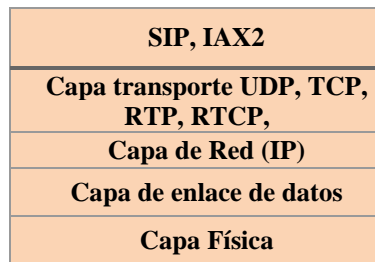 SIP, IAX2
Capa transporte UDP, TCP,
RTP, RTCP,
Capa de Red (IP)
Capa de enlace de datos
Capa Física